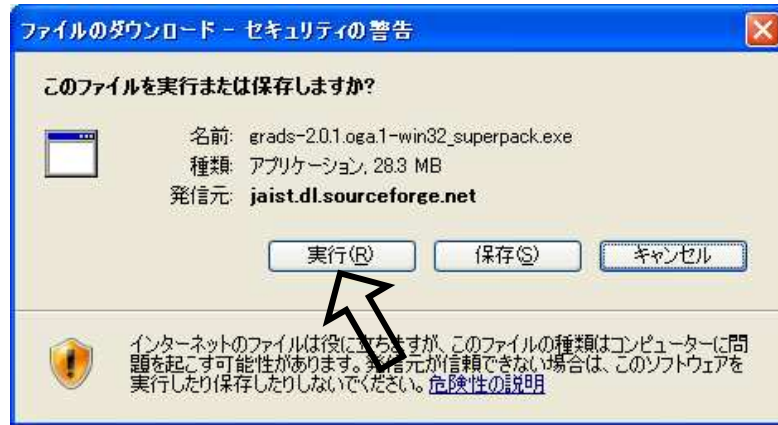 ファイルのダウンロード - セキュリティの警告
このファイルを実行または保存しますか?
名前: grads-2.0.1.oga.1-win32_superpack.exe
種類: アプリケーション, 28.3 MB
発信元: jaist.dl.sourceforge.net
実行(R) 保存(S) キャンセル
インターネットのファイルは役に立ちますが、このファイルの種類はコンピューターに問
題を起こす可能性があります。発信元が信頼できない場合は、このソフトウェアを
実行したり保存したりしないでください。危険性の説明